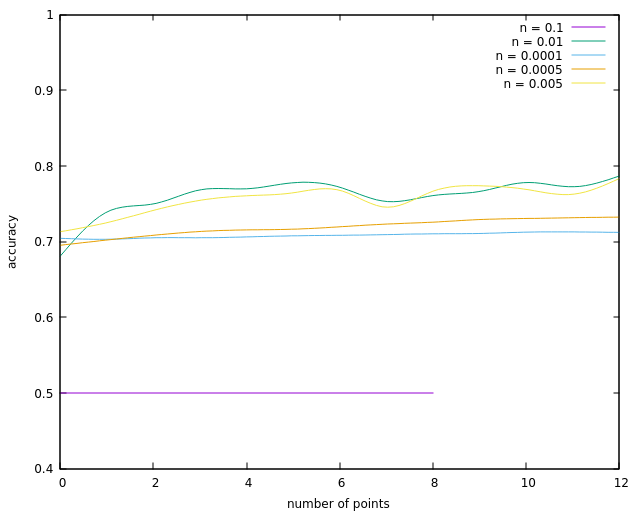 1
0.9
0.8
0.7
0.6
0.5
0.4
0
2
4
6
8
10
12
accuracy
number of points
n = 0.1
n = 0.01
n = 0.0001
n = 0.0005
n = 0.005